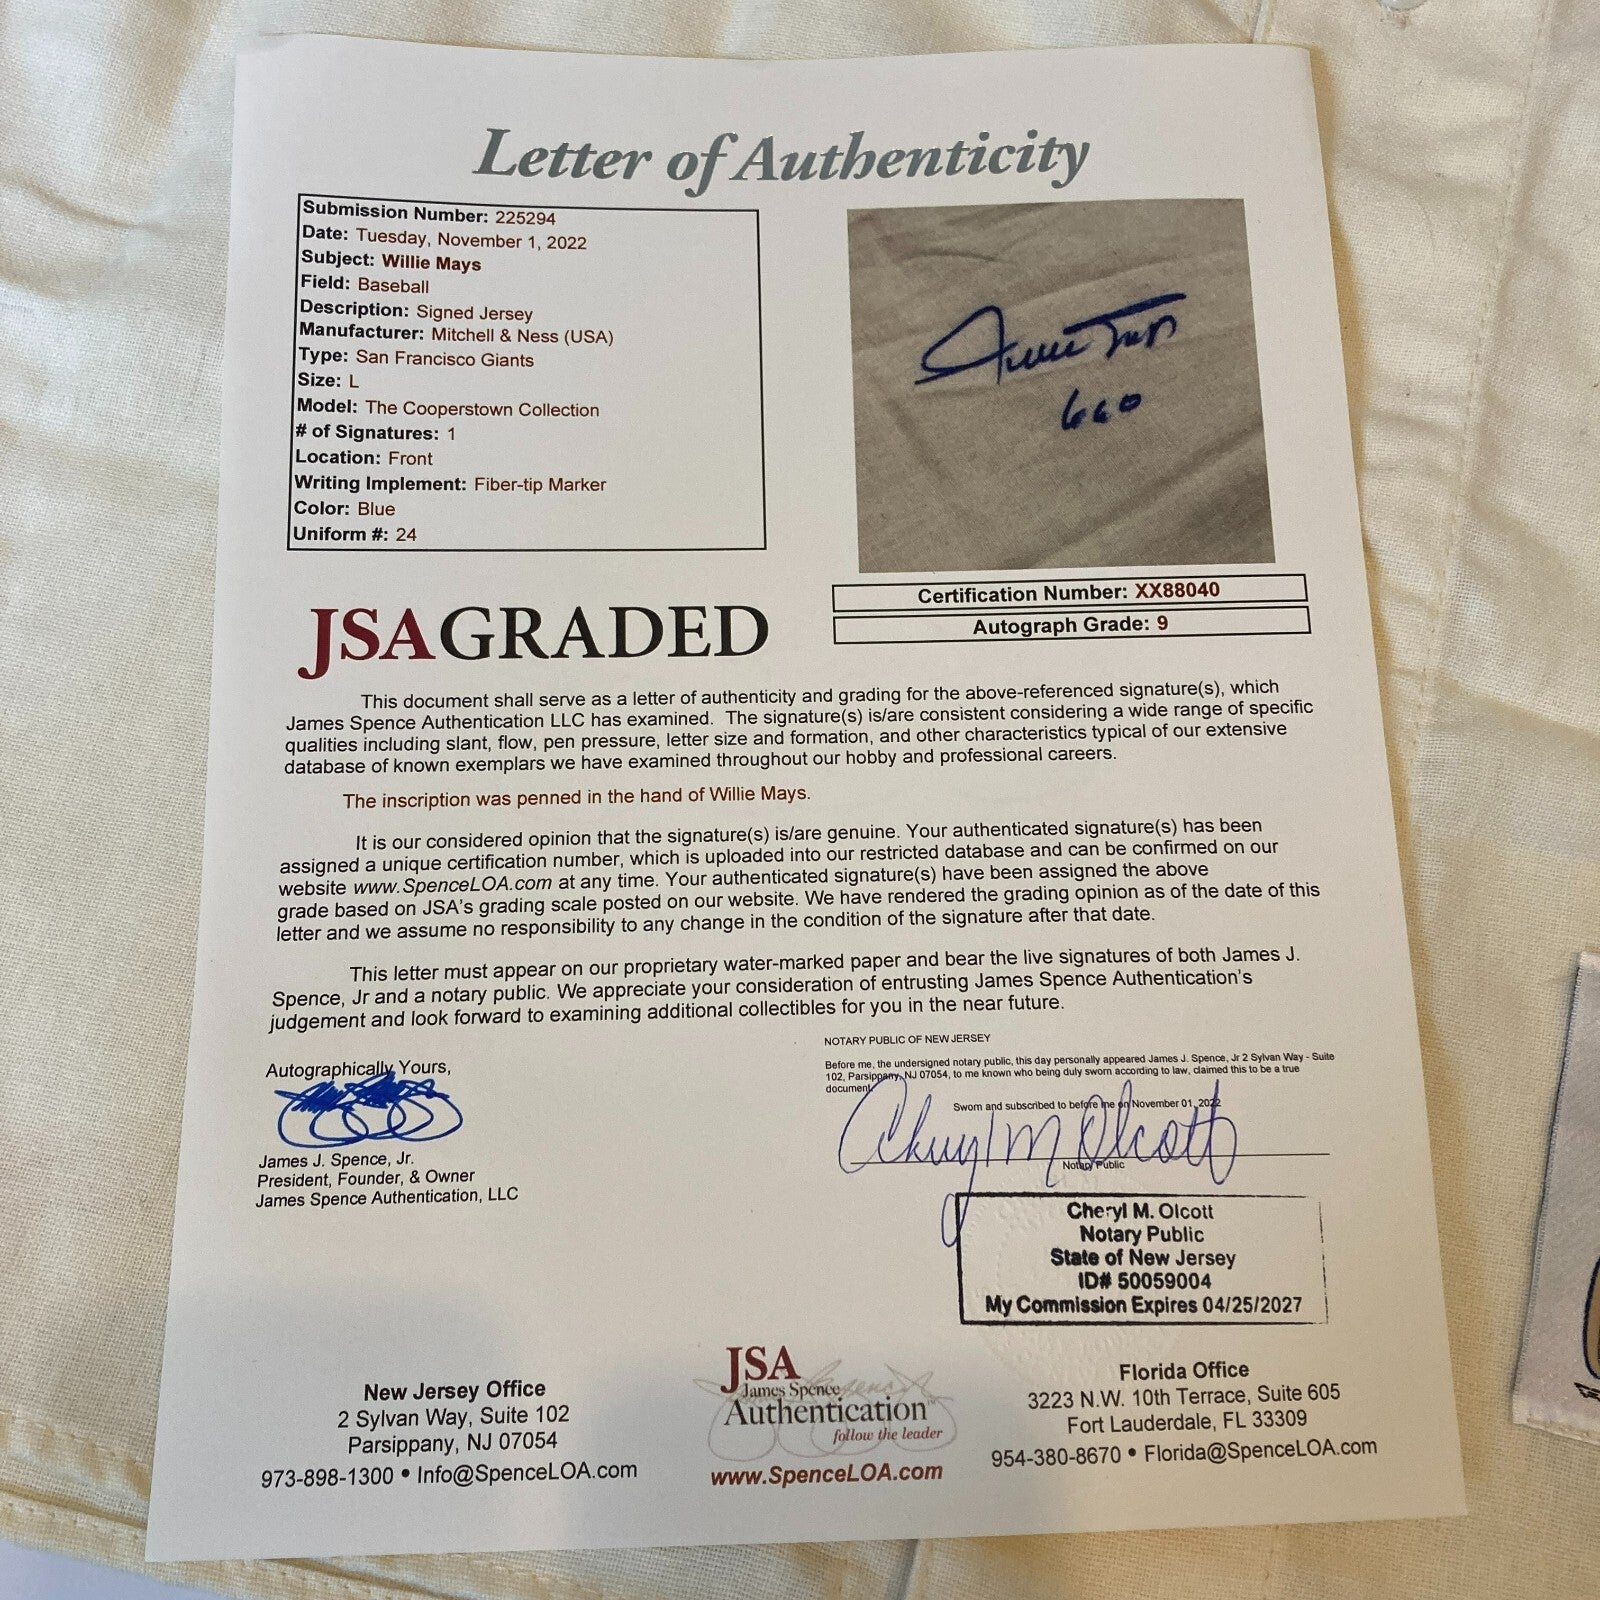 Letter of Authenticity
Submission Number: 225294
Date: Tuesday, November 1, 2022
Subject: Willie Mays
Field: Baseball
Description: Signed Jersey
Manufacturer: Mitchell & Ness (USA)
Type: San Francisco Giants
Size: L
Model: The Cooperstown Collection
# of Signatures: 1
Location: Front
Writing Implement: Fiber-tip Marker
Color: Blue
Uniform #: 24
Willie Mays
660
Certification Number: XX88040
Autograph Grade: 9
JSAGRADED
This document shall serve as a letter of authenticity and grading for the above-referenced signature(s), which
James Spence Authentication LLC has examined. The signature(s) is/are consistent considering a wide range of specific
qualities including slant, flow, pen pressure, letter size and formation, and other characteristics typical of our extensive
database of known exemplars we have examined throughout our hobby and professional careers.
The inscription was penned in the hand of Willie Mays.
It is our considered opinion that the signature(s) is/are genuine. Your authenticated signature(s) has been
assigned a unique certification number, which is uploaded into our restricted database and can be confirmed on our
website www.SpenceLOA.com at any time. Your authenticated signature(s) have been assigned the above
grade based on JSA's grading scale posted on our website. We have rendered the grading opinion as of the date of this
letter and we assume no responsibility to any change in the condition of the signature after that date.
This letter must appear on our proprietary water-marked paper and bear the live signatures of both James J.
Spence, Jr and a notary public. We appreciate your consideration of entrusting James Spence Authentication's
judgement and look forward to examining additional collectibles for you in the near future.
Autographically Yours,
James J. Spence, Jr.
President, Founder, & Owner
James Spence Authentication, LLC
NOTARY PUBLIC OF NEW JERSEY
Before me, the undersigned notary public, this day personally appeared James J. Spence, Jr 2 Sylvan Way - Suite
102, Parsippany, NJ 07054, to me known who being duly sworn according to law, claimed this to be a true
document.
Sworn and subscribed to before me on November 01, 2022
Cheryl M Olcott
Notary Public
Cheryl M. Olcott
Notary Public
State of New Jersey
ID# 50059004
My Commission Expires 04/25/2027
New Jersey Office
2 Sylvan Way, Suite 102
Parsippany, NJ 07054
973-898-1300 • Info@SpenceLOA.com
JSA
James Spence
Authentication
follow the leader
www.SpenceLOA.com
Florida Office
3223 N.W. 10th Terrace, Suite 605
Fort Lauderdale, FL 33309
954-380-8670 • Florida@SpenceLOA.com